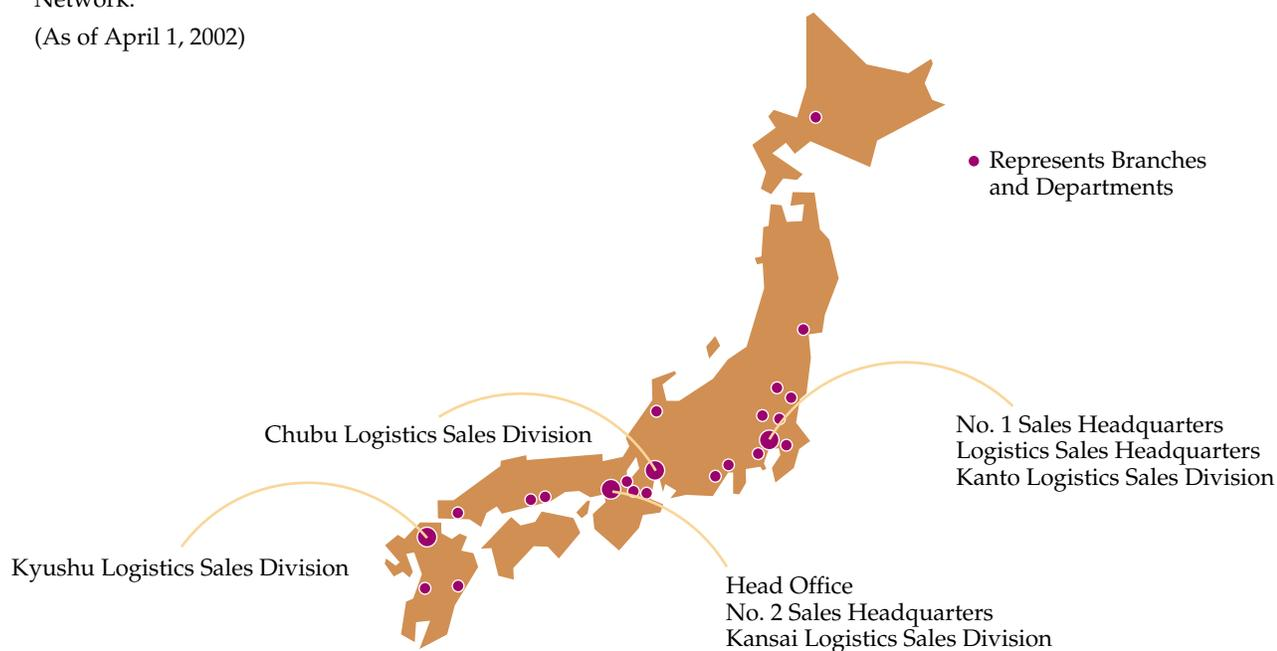 Network.
(As of April 1, 2002)
Represents Branches
and Departments
Chubu Logistics Sales Division
No. 1 Sales Headquarters
Logistics Sales Headquarters
Kanto Logistics Sales Division
Kyushu Logistics Sales Division
Head Office
No. 2 Sales Headquarters
Kansai Logistics Sales Division